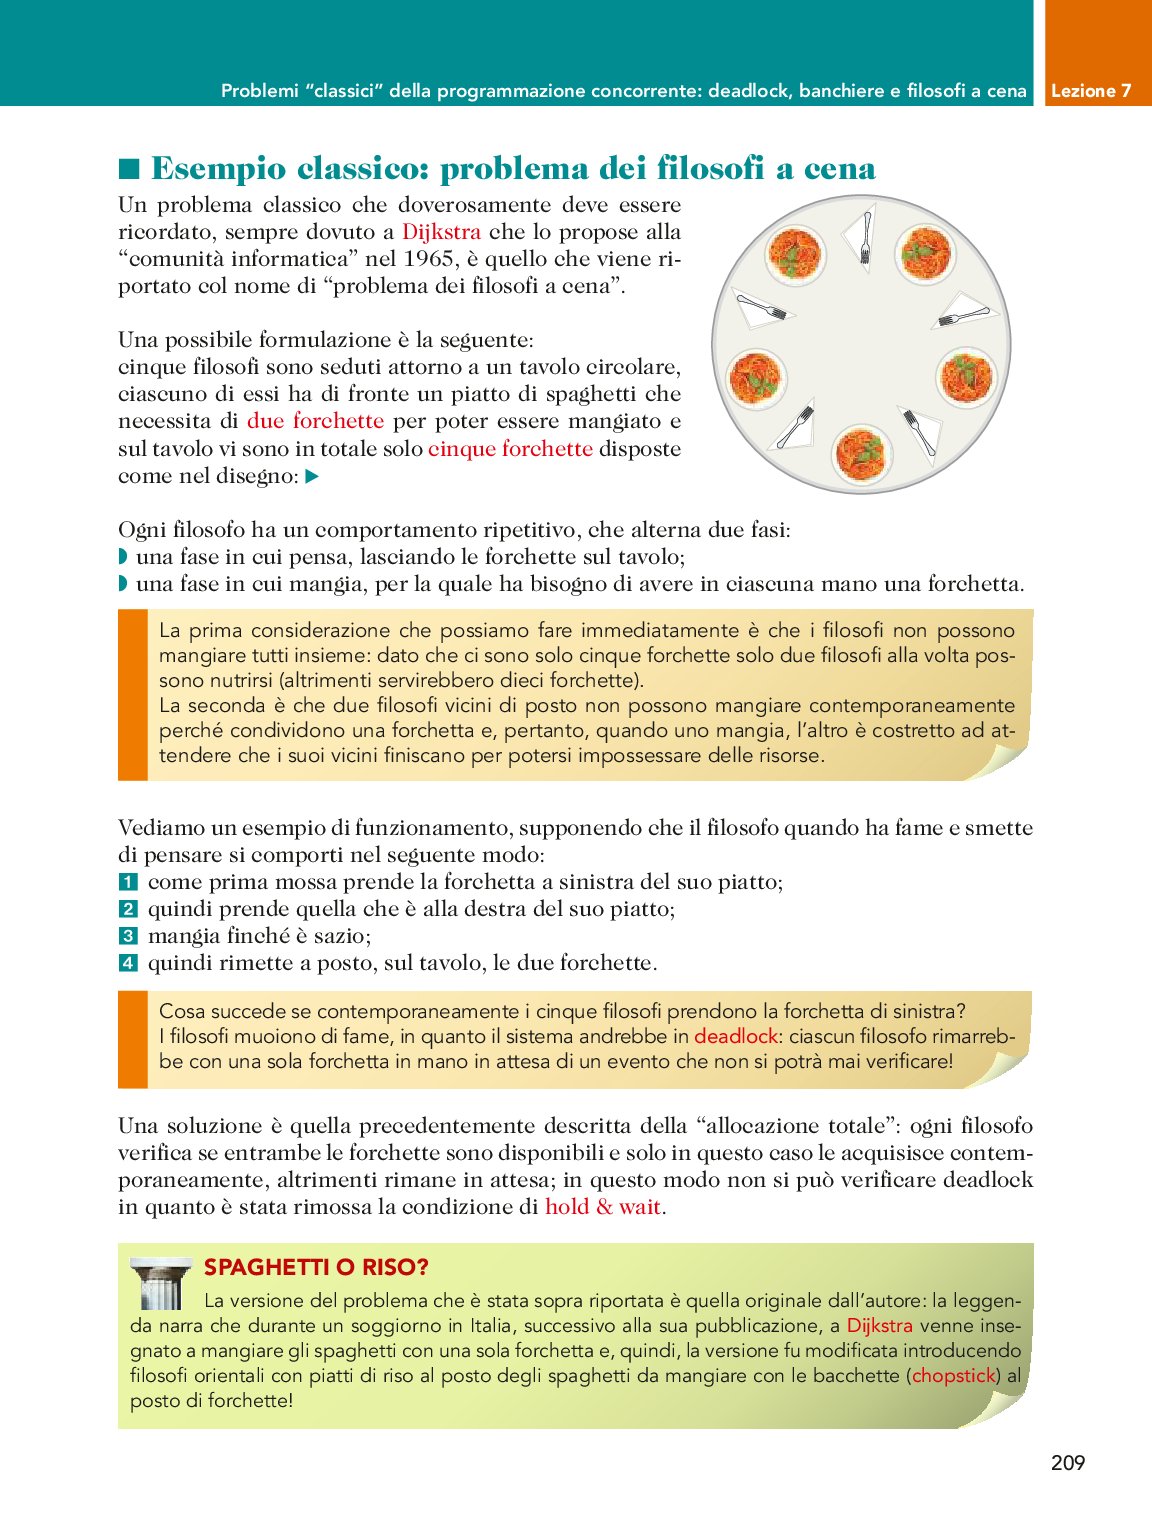 Problemi “classici” della programmazione concorrente: deadlock, banchiere e filosofi a cena
Lezione 7
Esempio classico: problema dei filosofi a cena
Un problema classico che doverosamente deve essere
ricordato, sempre dovuto a Dijkstra che lo propose alla
“comunità informatica” nel 1965, è quello che viene ri-
portato col nome di “problema dei filosofi a cena”.
Una possibile formulazione è la seguente:
cinque filosofi sono seduti attorno a un tavolo circolare,
ciascuno di essi ha di fronte un piatto di spaghetti che
necessita di due forchette per poter essere mangiato e
sul tavolo vi sono in totale solo cinque forchette disposte
come nel disegno:
Ogni filosofo ha un comportamento ripetitivo, che alterna due fasi:
una fase in cui pensa, lasciando le forchette sul tavolo;
una fase in cui mangia, per la quale ha bisogno di avere in ciascuna mano una forchetta.
La prima considerazione che possiamo fare immediatamente è che i filosofi non possono
mangiare tutti insieme: dato che ci sono solo cinque forchette solo due filosofi alla volta pos-
sono nutrirsi (altrimenti servirebbero dieci forchette).
La seconda è che due filosofi vicini di posto non possono mangiare contemporaneamente
perché condividono una forchetta e, pertanto, quando uno mangia, l’altro è costretto ad at-
tendere che i suoi vicini finiscano per potersi impossessare delle risorse.
Vediamo un esempio di funzionamento, supponendo che il filosofo quando ha fame e smette
di pensare si comporti nel seguente modo:
1 come prima mossa prende la forchetta a sinistra del suo piatto;
2 quindi prende quella che è alla destra del suo piatto;
3 mangia finché è sazio;
4 quindi rimette a posto, sul tavolo, le due forchette.
Cosa succede se contemporaneamente i cinque filosofi prendono la forchetta di sinistra?
I filosofi muoiono di fame, in quanto il sistema andrebbe in deadlock: ciascun filosofo rimarreb-
be con una sola forchetta in mano in attesa di un evento che non si potrà mai verificare!
Una soluzione è quella precedentemente descritta della “allocazione totale”: ogni filosofo
verifica se entrambe le forchette sono disponibili e solo in questo caso le acquisisce contem-
poraneamente, altrimenti rimane in attesa; in questo modo non si può verificare deadlock
in quanto è stata rimossa la condizione di hold & wait.
SPAGHETTI O RISO?
La versione del problema che è stata sopra riportata è quella originale dall’autore: la leggen-
da narra che durante un soggiorno in Italia, successivo alla sua pubblicazione, a Dijkstra venne inse-
gnato a mangiare gli spaghetti con una sola forchetta e, quindi, la versione fu modificata introducendo
filosofi orientali con piatti di riso al posto degli spaghetti da mangiare con le bacchette (chopstick) al
posto di forchette!
209